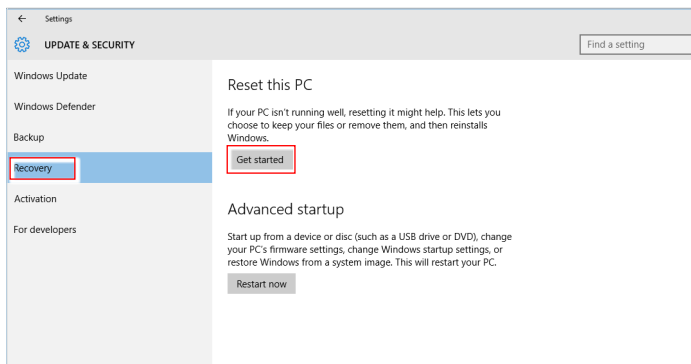 Settings
UPDATE & SECURITY
Find a setting
Windows Update
Windows Defender
Backup
Recovery
Activation
For developers
Reset this PC
If your PC isn't running well, resetting it might help. This lets you
choose to keep your files or remove them, and then reinstalls
Windows.
Get started
Advanced startup
Start up from a device or disc (such as a USB drive or DVD), change
your PC's firmware settings, change Windows startup settings, or
restore Windows from a system image. This will restart your PC.
Restart now